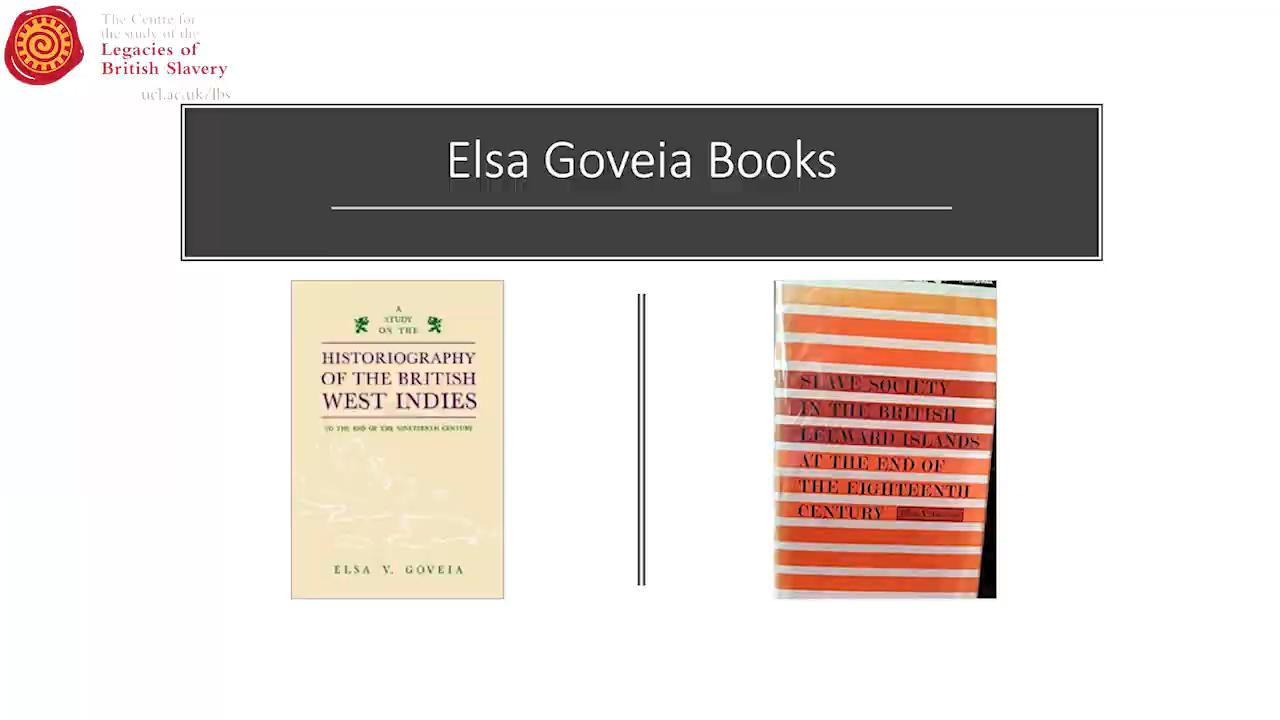 The Centre for
the study of the
Legacies of
British Slavery
ucl.ac.uk/lbs
Elsa Goveia Books
A
STUDY
ON THE
HISTORIOGRAPHY
OF THE BRITISH
WEST INDIES
TO THE END OF THE NINETEENTH CENTURY
ELSA V. GOVEIA
SLAVE SOCIETY
IN THE BRITISH
LEEWARD ISLANDS
AT THE END OF
THE EIGHTEENTH
CENTURY